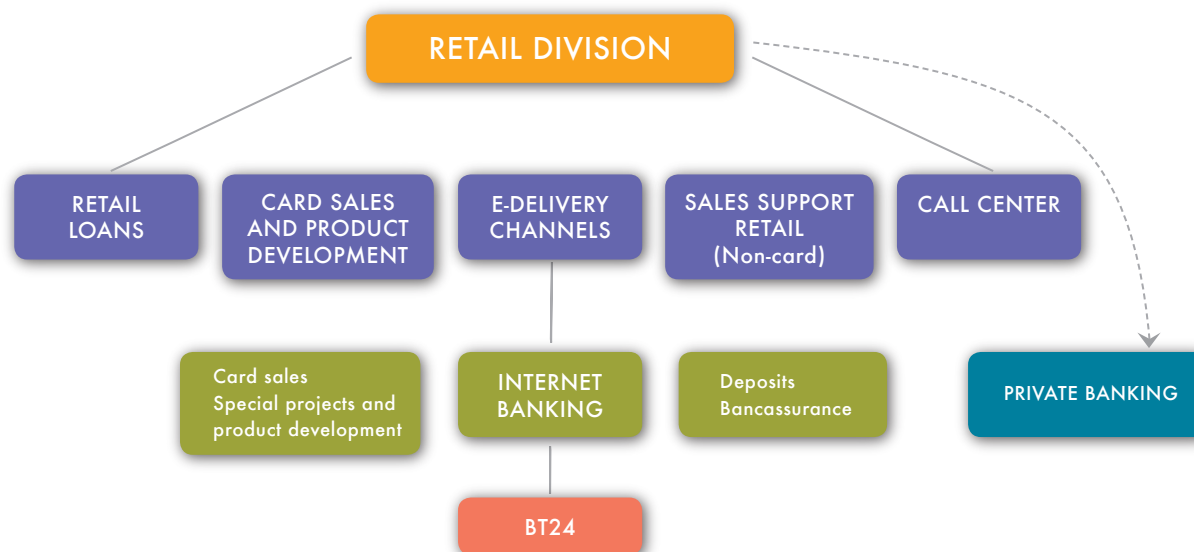 RETAIL DIVISION
RETAIL
LOANS
CARD SALES
AND PRODUCT
DEVELOPMENT
E-DELIVERY
CHANNELS
SALES SUPPORT
RETAIL
(Non-card)
CALL CENTER
Card sales
Special projects and
product development
INTERNET
BANKING
Deposits
Bancassurance
PRIVATE BANKING
BT24